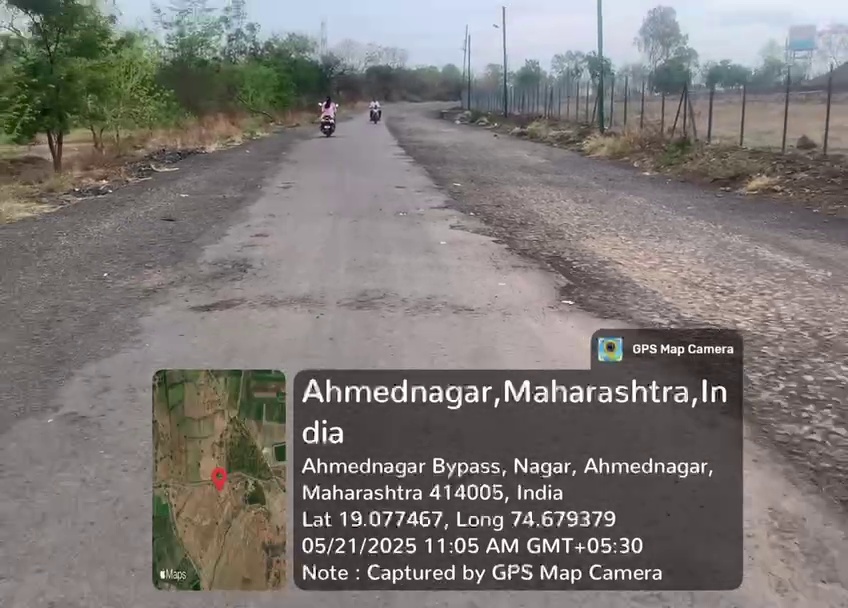 GPS Map Camera
Ahmednagar,Maharashtra,In
dia
Ahmednagar Bypass, Nagar, Ahmednagar,
Maharashtra 414005, India
Lat 19.077467, Long 74.679379
05/21/2025 11:05 AM GMT+05:30
Note : Captured by GPS Map Camera
Maps